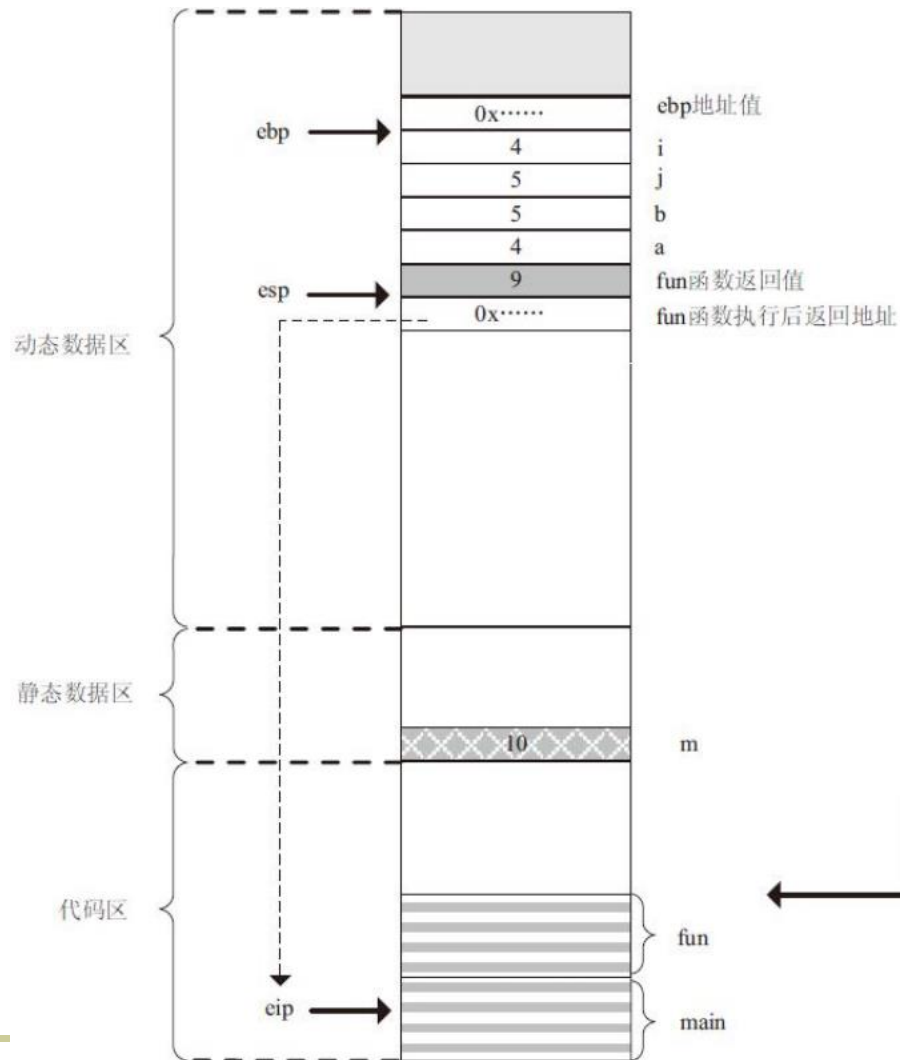 0x······ ebp地址值
ebp
4 i
5 j
5 b
4 a
esp 9 fun函数返回值
0x······ fun函数执行后返回地址
动态数据区
静态数据区
10 m
代码区
fun
eip
main